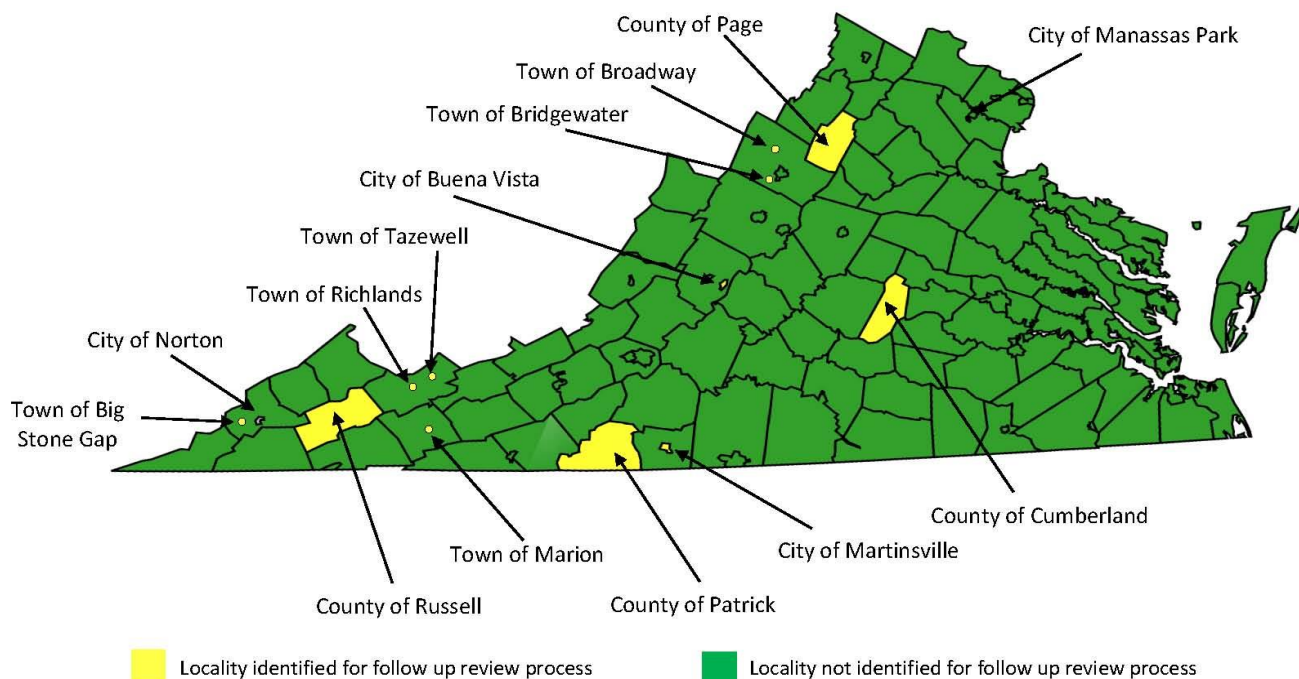 County of Page
City of Manassas Park
Town of Broadway
Town of Bridgewater
City of Buena Vista
Town of Tazewell
Town of Richlands
City of Norton
Town of Big
Stone Gap
County of Cumberland
City of Martinsville
Town of Marion
County of Russell
County of Patrick
Locality identified for follow up review process
Locality not identified for follow up review process